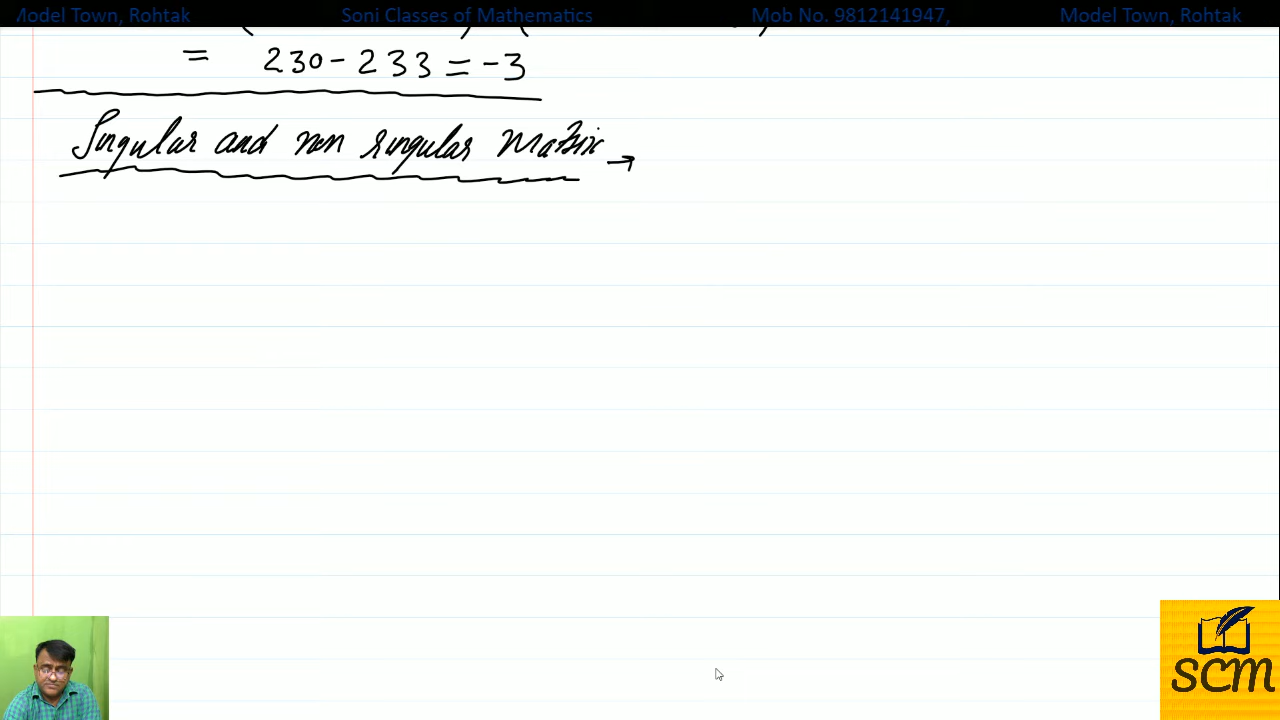 Model Town, Rohtak Soni Classes of Mathematics Mob No. 9812141947, Model Town, Rohtak
= 230 - 233 = -3
Singular and non singular Matrix →
SCM